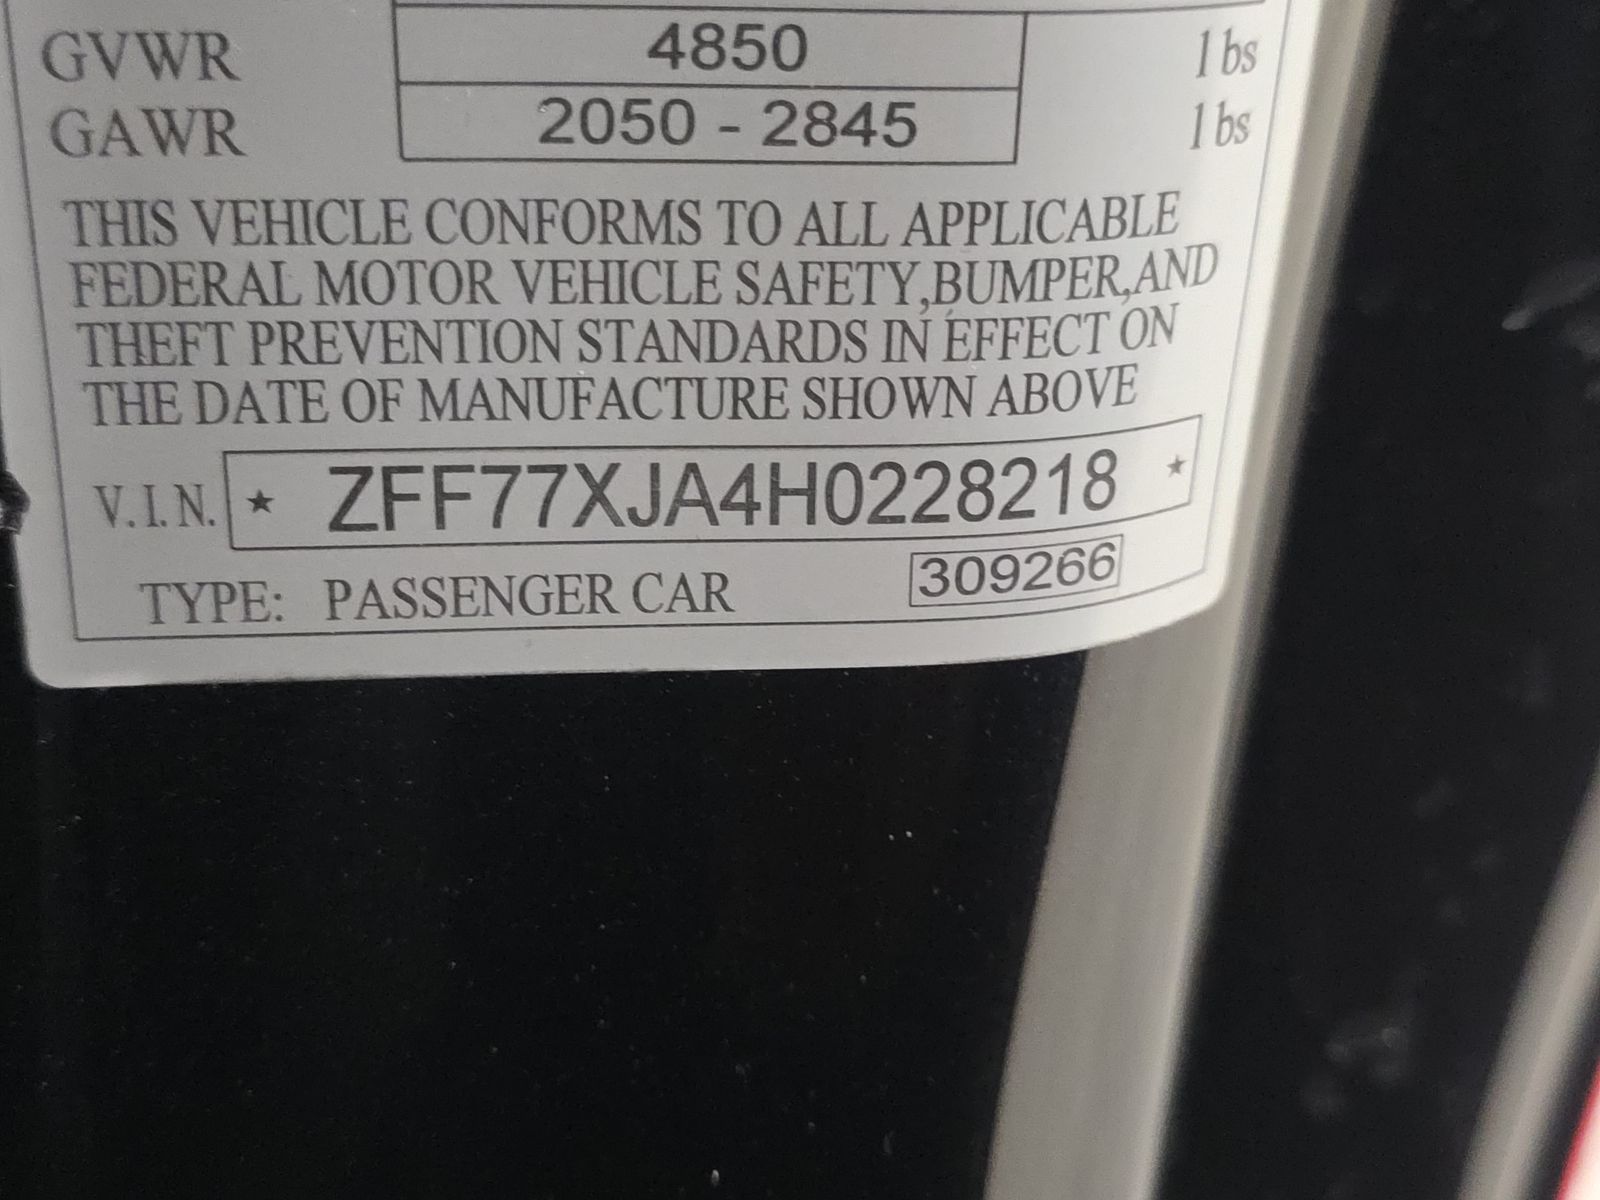 GVWR 4850 lbs
GAWR 2050 - 2845 lbs
THIS VEHICLE CONFORMS TO ALL APPLICABLE
FEDERAL MOTOR VEHICLE SAFETY,BUMPER,AND
THEFT PREVENTION STANDARDS IN EFFECT ON
THE DATE OF MANUFACTURE SHOWN ABOVE
V.I.N. ★ ZFF77XJA4H0228218 ★
TYPE: PASSENGER CAR 309266